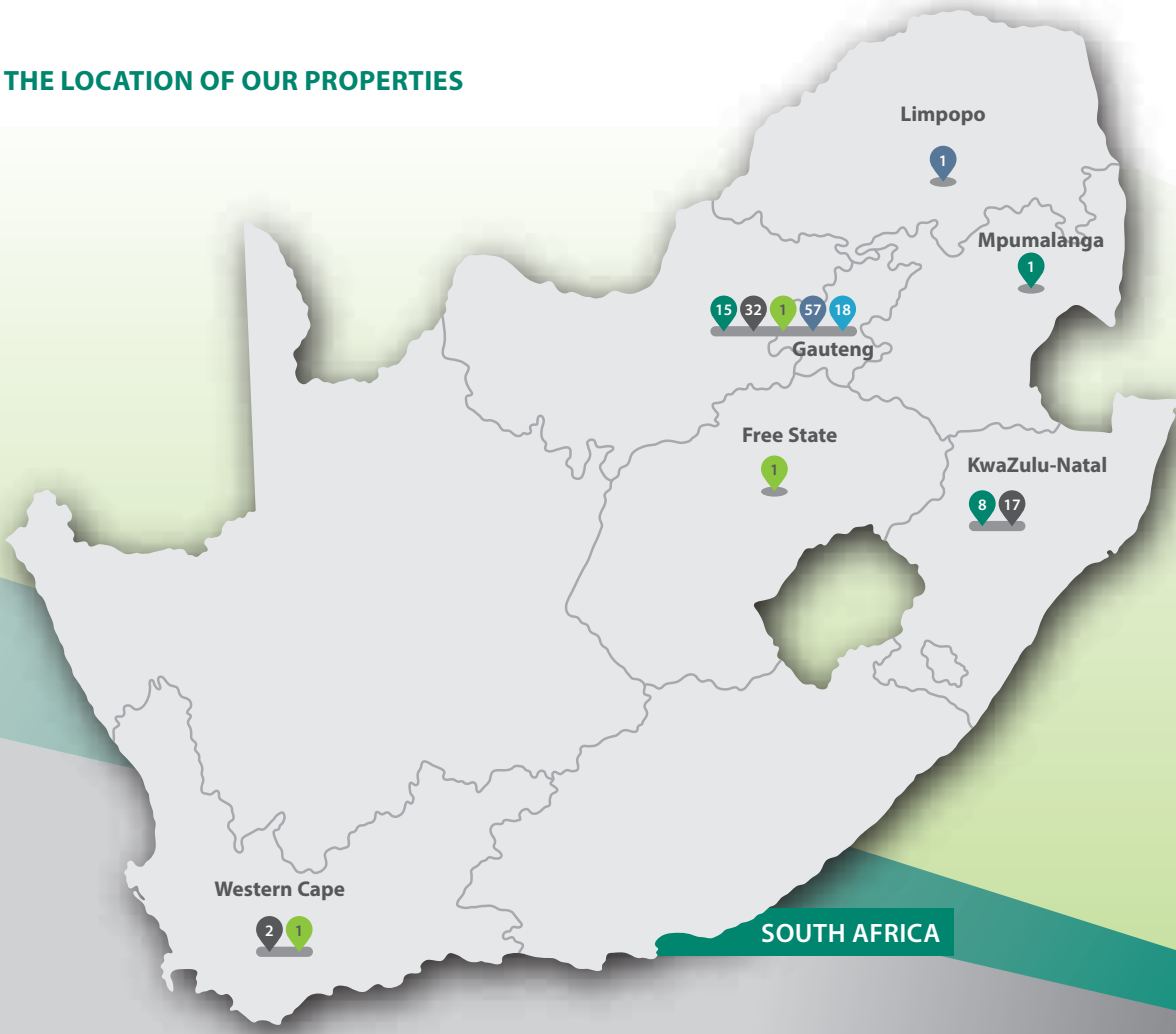 THE LOCATION OF OUR PROPERTIES
Limpopo
1
Mpumalanga
1
15 32 1 57 18
Gauteng
Free State
1
KwaZulu-Natal
8 17
Western Cape
2 1
SOUTH AFRICA